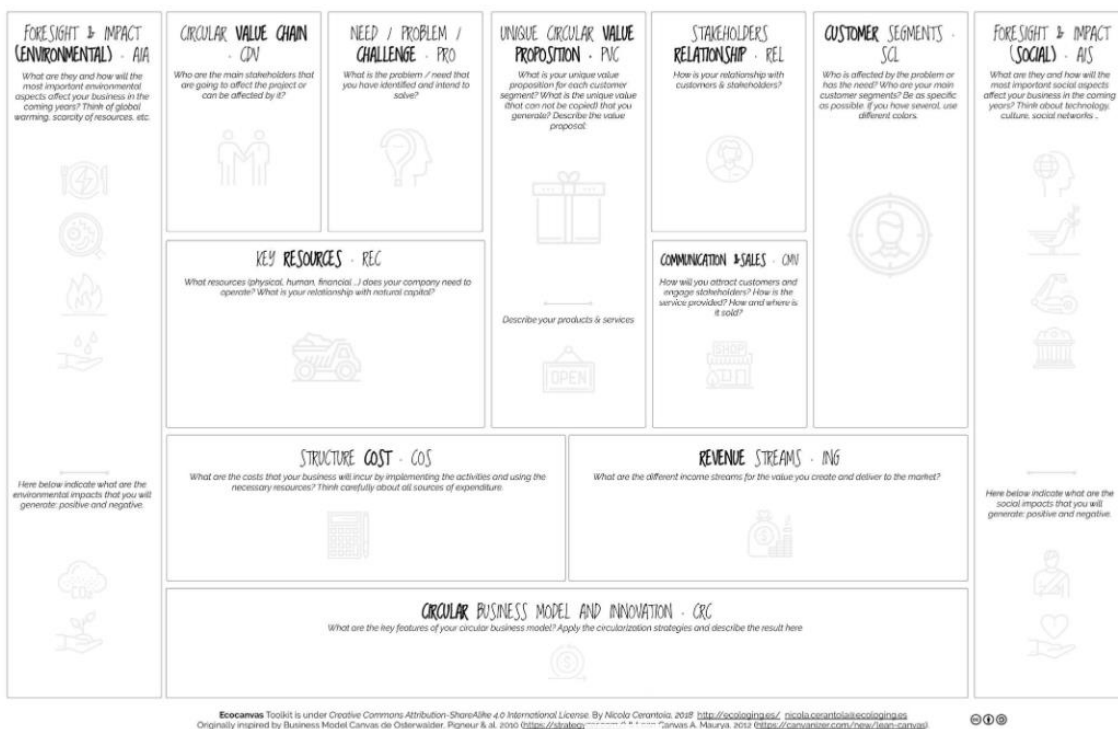 FORESIGHT & IMPACT
(ENVIRONMENTAL) · AIA
What are they and how will the
most important environmental
aspects affect your business in the
coming years? Think of global
warming, scarcity of resources, etc.
Here below indicate what are the
environmental impacts that you will
generate: positive and negative.
CO₂
CIRCULAR VALUE CHAIN
· CDV
Who are the main stakeholders that
are going to affect the project or
can be affected by it?
NEED / PROBLEM /
CHALLENGE · PRO
What is the problem / need that
you have identified and intend to
solve?
UNIQUE CIRCULAR VALUE
PROPOSITION · PVC
What is your unique value
proposition for each customer
segment? What is the unique value
(that can not be copied) that you
generate? Describe the value
proposal.
Describe your products & services
OPEN
STAKEHOLDERS
RELATIONSHIP · REL
How is your relationship with
customers & stakeholders?
CUSTOMER SEGMENTS ·
SCL
Who is affected by the problem or
has the need? Who are your main
customer segments? Be as specific
as possible. If you have several, use
different colors.
FORESIGHT & IMPACT
(SOCIAL) · AIS
What are they and how will the
most important social aspects
affect your business in the coming
years? Think about technology,
culture, social networks ..
Here below indicate what are the
social impacts that you will
generate: positive and negative.
KEY RESOURCES · REC
What resources (physical, human, financial ..) does your company need to
operate? What is your relationship with natural capital?
COMMUNICATION & SALES · CMV
How will you attract customers and
engage stakeholders? How is the
service provided? How and where is
it sold?
SHOP
STRUCTURE COST · COS
What are the costs that your business will incur by implementing the activities and using the
necessary resources? Think carefully about all sources of expenditure.
REVENUE STREAMS · ING
What are the different income streams for the value you create and deliver to the market?
CIRCULAR BUSINESS MODEL AND INNOVATION · CRC
What are the key features of your circular business model? Apply the circularization strategies and describe the result here
Ecocanvas Toolkit is under Creative Commons Attribution-ShareAlike 4.0 International License. By Nicola Cerantola, 2018 http://ecologing.es/ nicola.cerantola@ecologing.es
Originally inspired by Business Model Canvas de Osterwalder, Pigneur & al. 2010 & Lean Canvas A. Maurya, 2012 (https://canvanizer.com/new/lean-canvas).